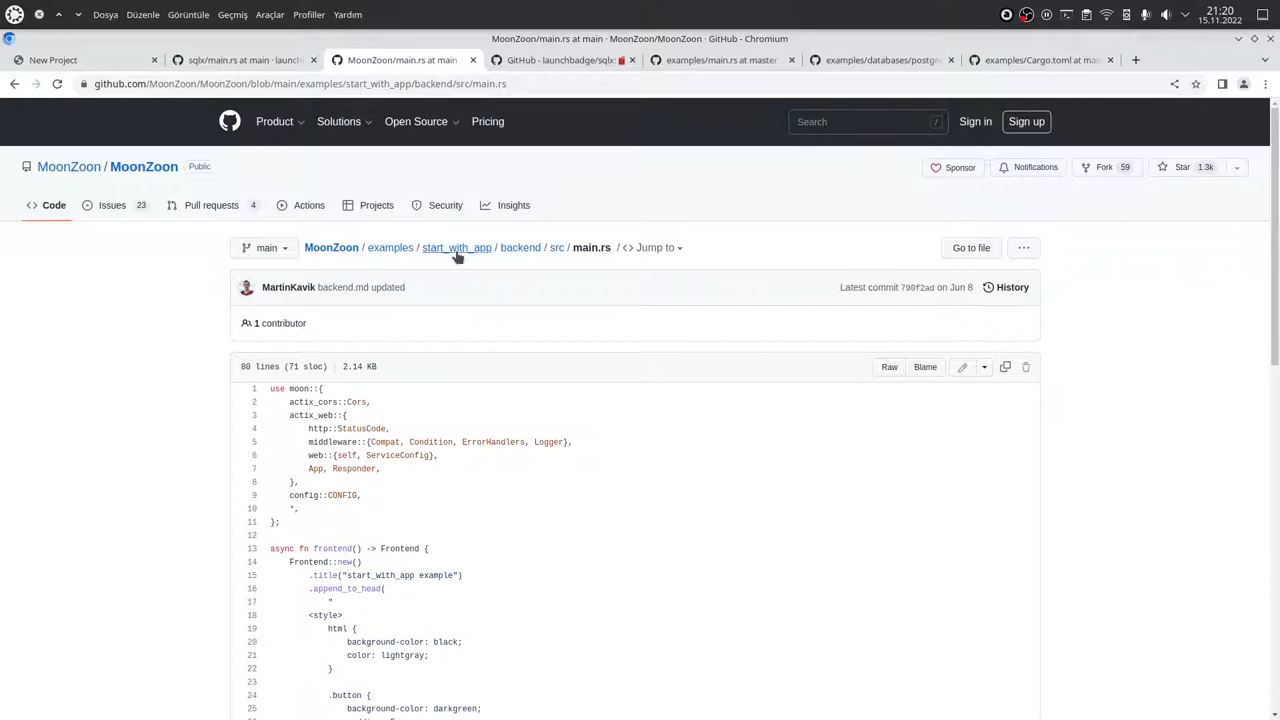 Dosya Düzenle Görüntüle Geçmiş Araçlar Profiller Yardım
21:20
15.11.2022
MoonZoon/main.rs at main · MoonZoon/MoonZoon · GitHub - Chromium
New Project
sqlx/main.rs at main · launch
MoonZoon/main.rs at main
GitHub - launchbadge/sqlx:
examples/main.rs at master
examples/databases/postgre
examples/Cargo.toml at mas
github.com/MoonZoon/MoonZoon/blob/main/examples/start_with_app/backend/src/main.rs
Product Solutions Open Source Pricing
Search /
Sign in Sign up
MoonZoon / MoonZoon Public
Sponsor Notifications Fork 59 Star 1.3k
Code Issues 23 Pull requests 4 Actions Projects Security Insights
main MoonZoon / examples / start_with_app / backend / src / main.rs / <> Jump to
Go to file ...
MartinKavik backend.md updated
Latest commit 790f2ad on Jun 8 History
1 contributor
80 lines (71 sloc) 2.14 KB
Raw Blame
1 use moon::{
2 actix_cors::Cors,
3 actix_web::{
4 http::StatusCode,
5 middleware::{Compat, Condition, ErrorHandlers, Logger},
6 web::{self, ServiceConfig},
7 App, Responder,
8 },
9 config::CONFIG,
10 *,
11 };
12
13 async fn frontend() -> Frontend {
14 Frontend::new()
15 .title("start_with_app example")
16 .append_to_head(
17 "
18 <style>
19 html {
20 background-color: black;
21 color: lightgray;
22 }
23
24 .button {
25 background-color: darkgreen;